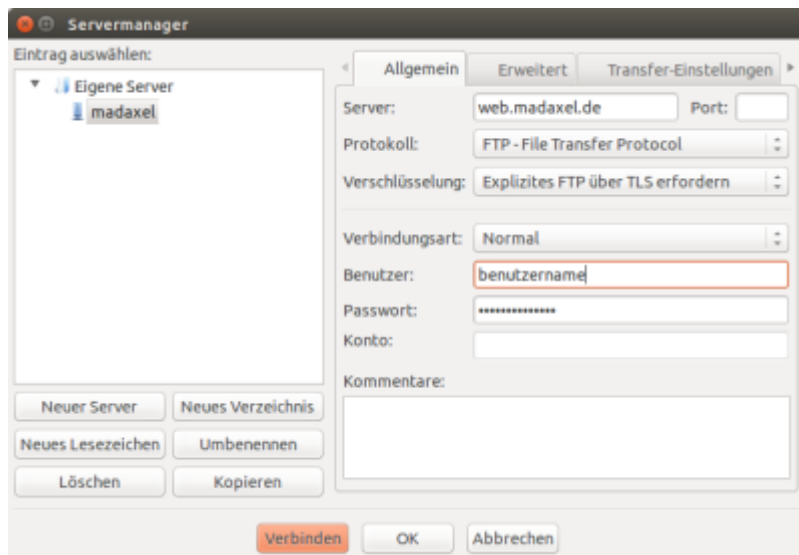 Servermanager
Eintrag auswählen:
Eigene Server
madaxel
Neuer Server
Neues Verzeichnis
Neues Lesezeichen
Umbenennen
Löschen
Kopieren
Allgemein
Erweitert
Transfer-Einstellungen
Server: web.madaxel.de Port:
Protokoll: FTP - File Transfer Protocol
Verschlüsselung: Explizites FTP über TLS erfordern
Verbindungsart: Normal
Benutzer: benutzername
Passwort: ••••••••••••••
Konto:
Kommentare:
Verbinden
OK
Abbrechen